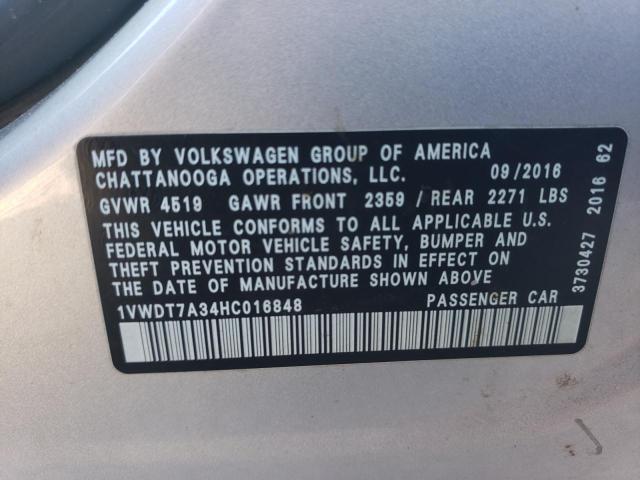 MFD BY VOLKSWAGEN GROUP OF AMERICA
CHATTANOOGA OPERATIONS, LLC. 09/2016
GVWR 4519 GAWR FRONT 2359 / REAR 2271 LBS
THIS VEHICLE CONFORMS TO ALL APPLICABLE U.S.
FEDERAL MOTOR VEHICLE SAFETY, BUMPER AND
THEFT PREVENTION STANDARDS IN EFFECT ON
THE DATE OF MANUFACTURE SHOWN ABOVE
1VWDT7A34HC016848 PASSENGER CAR
3730427 2016 62